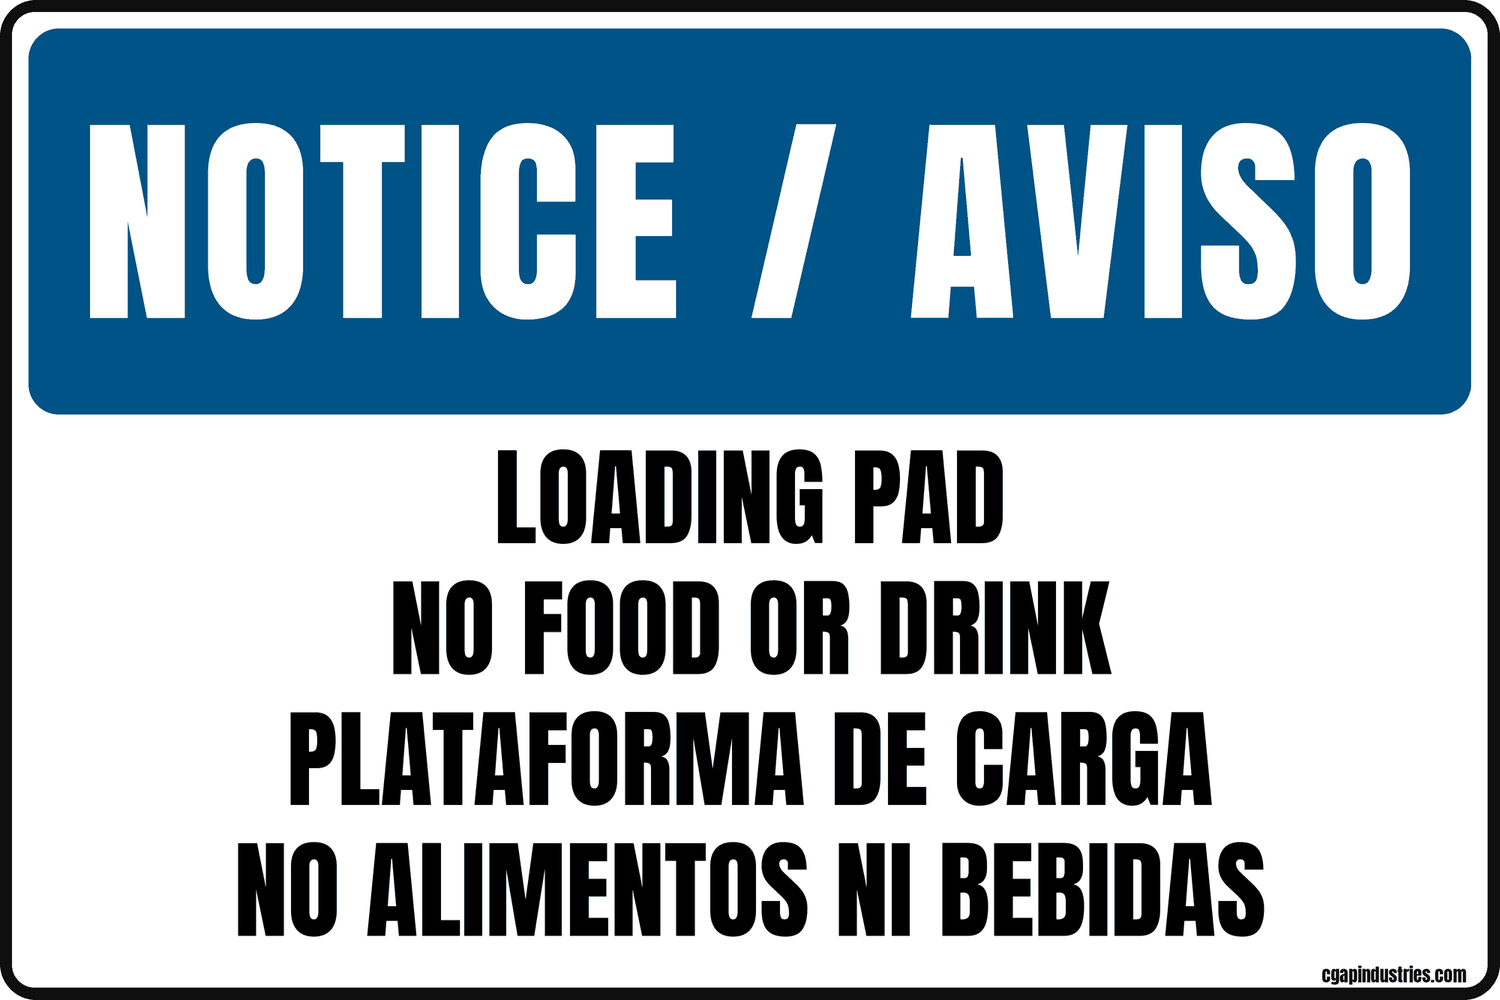 NOTICE / AVISO
LOADING PAD
NO FOOD OR DRINK
PLATAFORMA DE CARGA
NO ALIMENTOS NI BEBIDAS
cgapindustries.com